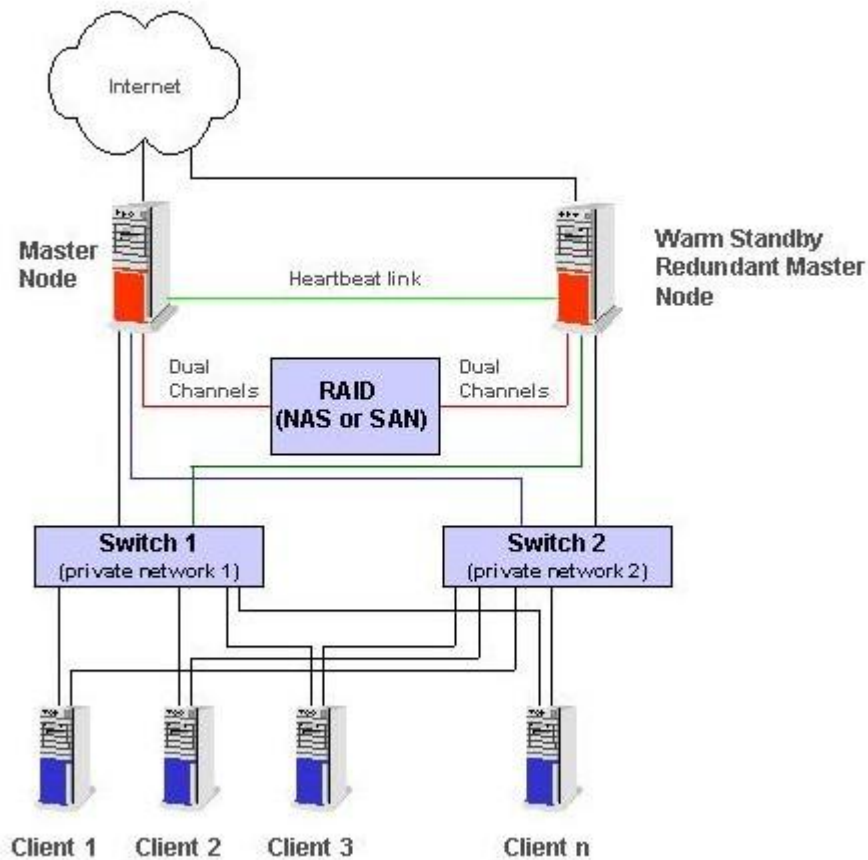 Internet
Master
Node
Heartbeat link
Warm Standby
Redundant Master
Node
Dual
Channels
RAID
(NAS or SAN)
Dual
Channels
Switch 1
(private network 1)
Switch 2
(private network 2)
Client 1
Client 2
Client 3
Client n